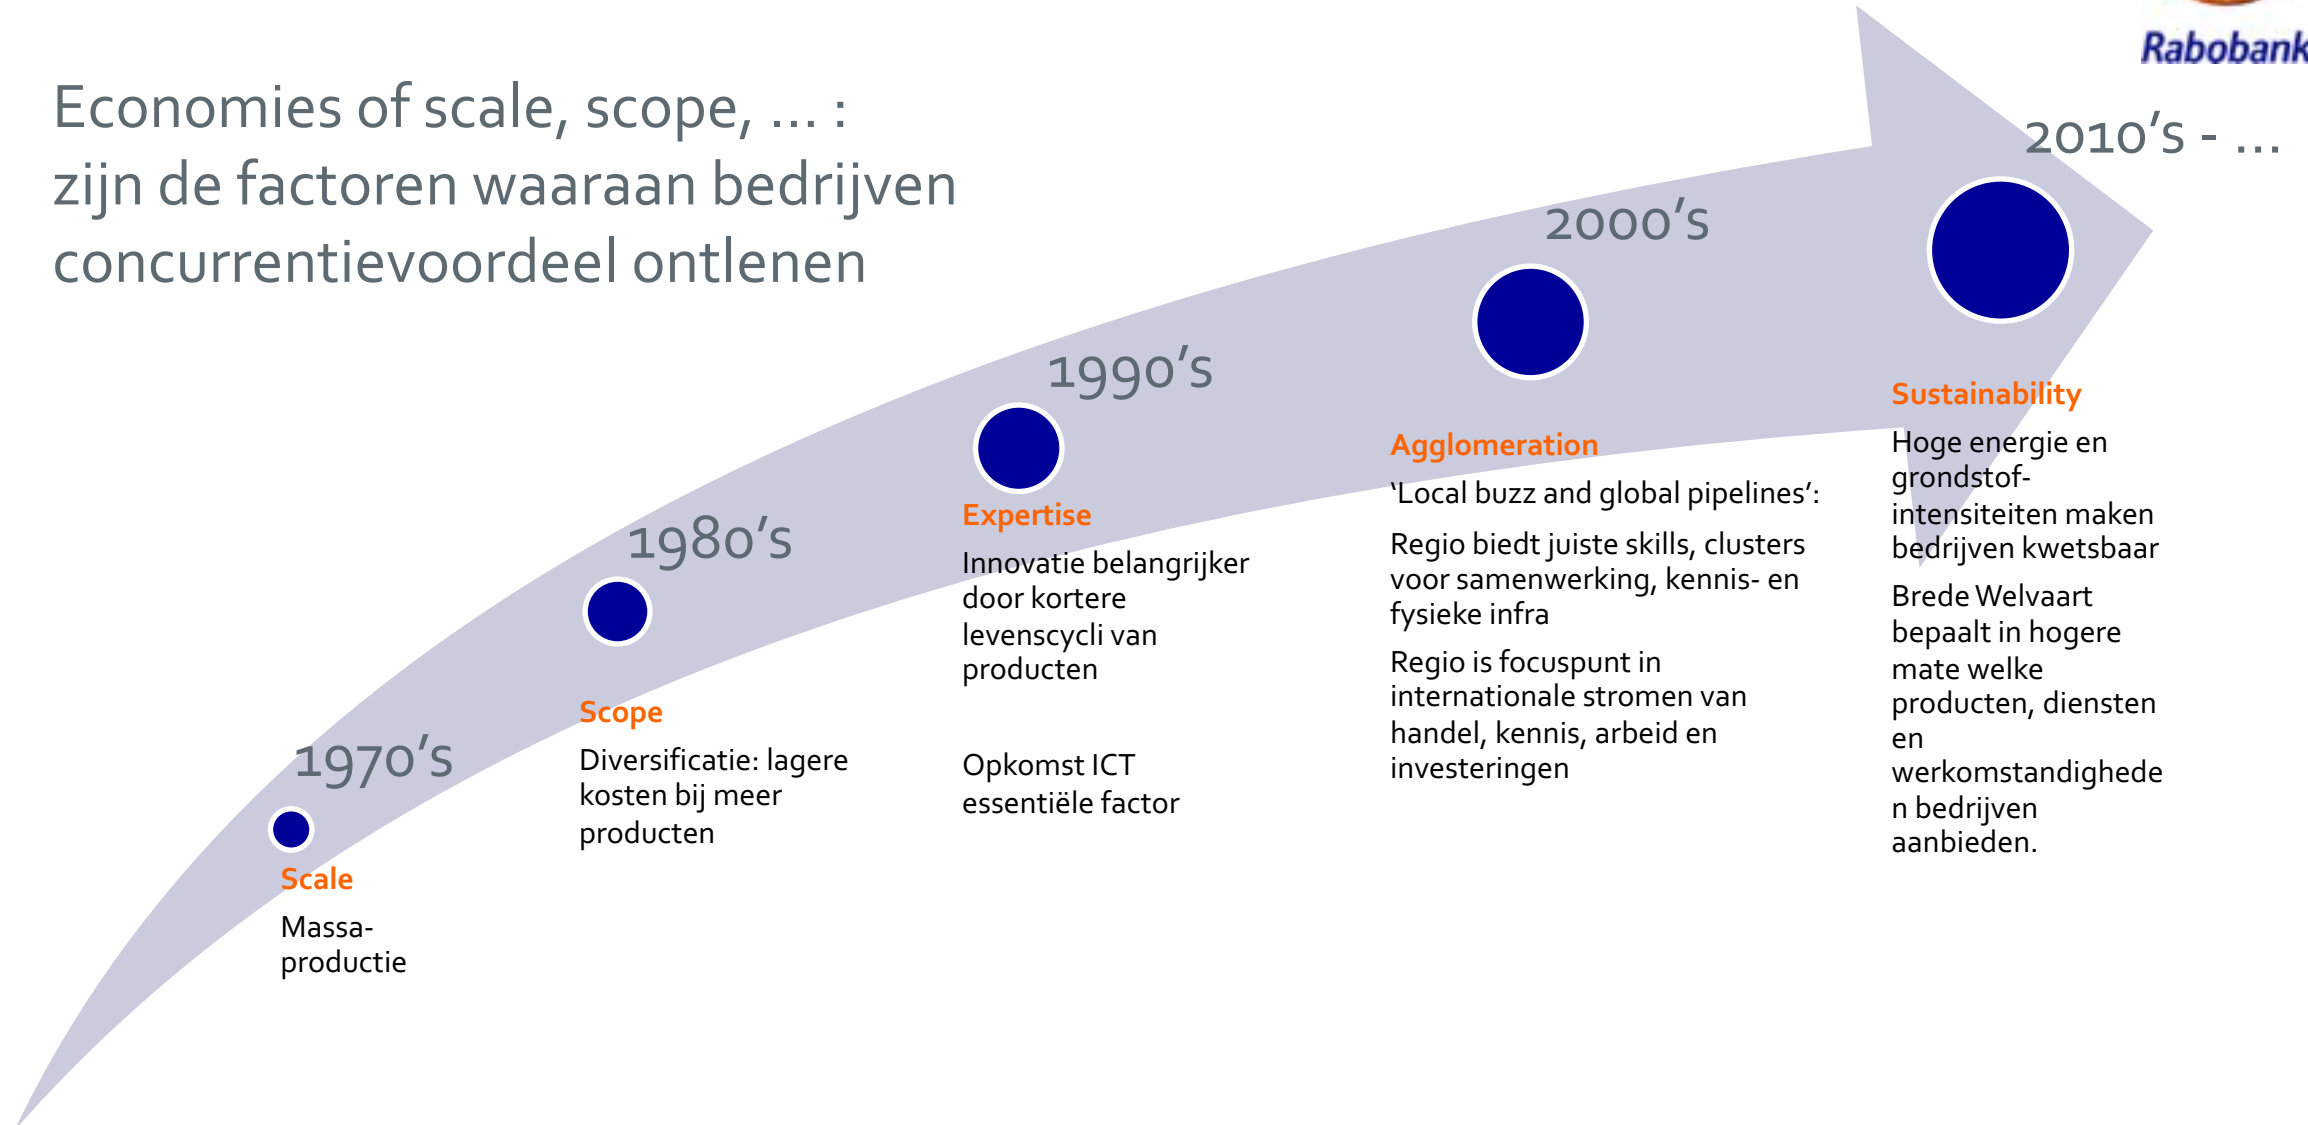 Rabobank
Economies of scale, scope, ... :
zijn de factoren waaraan bedrijven
concurrentievoordeel ontlenen
1970's
Scale
Massa-
productie
1980's
Scope
Diversificatie: lagere
kosten bij meer
producten
1990's
Expertise
Innovatie belangrijker
door kortere
levenscycli van
producten
Opkomst ICT
essentiële factor
2000's
Agglomeration
‘Local buzz and global pipelines’:
Regio biedt juiste skills, clusters
voor samenwerking, kennis- en
fysieke infra
Regio is focuspunt in
internationale stromen van
handel, kennis, arbeid en
investeringen
2010's - ...
Sustainability
Hoge energie en
grondstof-
intensiteiten maken
bedrijven kwetsbaar
Brede Welvaart
bepaalt in hogere
mate welke
producten, diensten
en
werkomstandighede
n bedrijven
aanbieden.